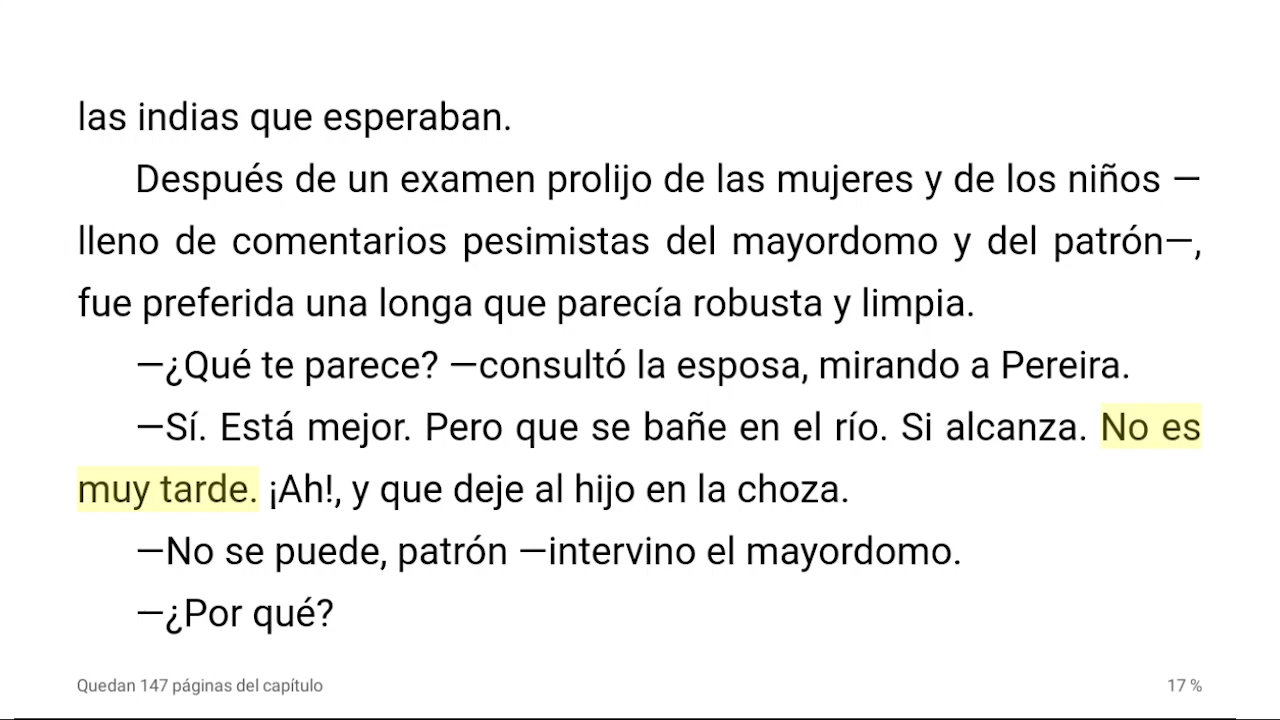 las indias que esperaban.
Después de un examen prolijo de las mujeres y de los niños —
lleno de comentarios pesimistas del mayordomo y del patrón—,
fue preferida una longa que parecía robusta y limpia.
—¿Qué te parece? —consultó la esposa, mirando a Pereira.
—Sí. Está mejor. Pero que se bañe en el río. Si alcanza. No es
muy tarde. ¡Ah!, y que deje al hijo en la choza.
—No se puede, patrón —intervino el mayordomo.
—¿Por qué?
Quedan 147 páginas del capítulo 17 %